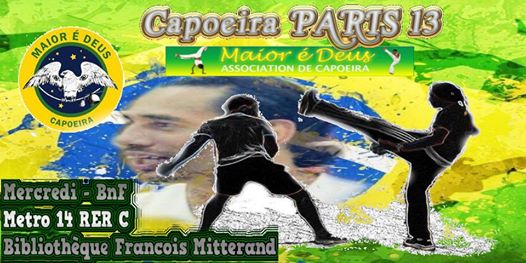 Capoeira PARIS 13
MAIOR É DEUS
CAPOEIRA
Maior é Deus
ASSOCIATION DE CAPOEIRA
Mercredi - BnF
Metro 14 RER C
Bibliothèque Francois Mitterand